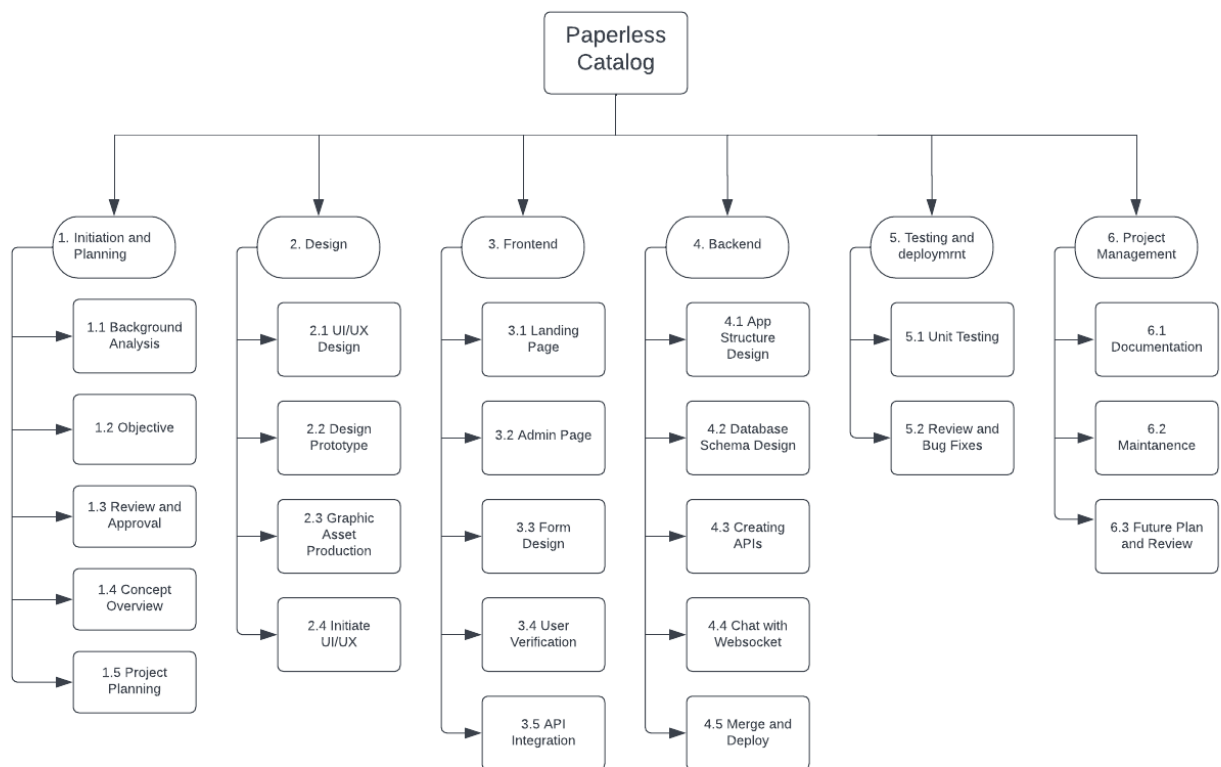 Paperless
Catalog
1. Initiation and
Planning
1.1 Background
Analysis
1.2 Objective
1.3 Review and
Approval
1.4 Concept
Overview
1.5 Project
Planning
2. Design
2.1 UI/UX
Design
2.2 Design
Prototype
2.3 Graphic
Asset
Production
2.4 Initiate
UI/UX
3. Frontend
3.1 Landing
Page
3.2 Admin Page
3.3 Form
Design
3.4 User
Verification
3.5 API
Integration
4. Backend
4.1 App
Structure
Design
4.2 Database
Schema Design
4.3 Creating
APIs
4.4 Chat with
Websocket
4.5 Merge and
Deploy
5. Testing and
deploymrnt
5.1 Unit Testing
5.2 Review and
Bug Fixes
6. Project
Management
6.1
Documentation
6.2
Maintanence
6.3 Future Plan
and Review